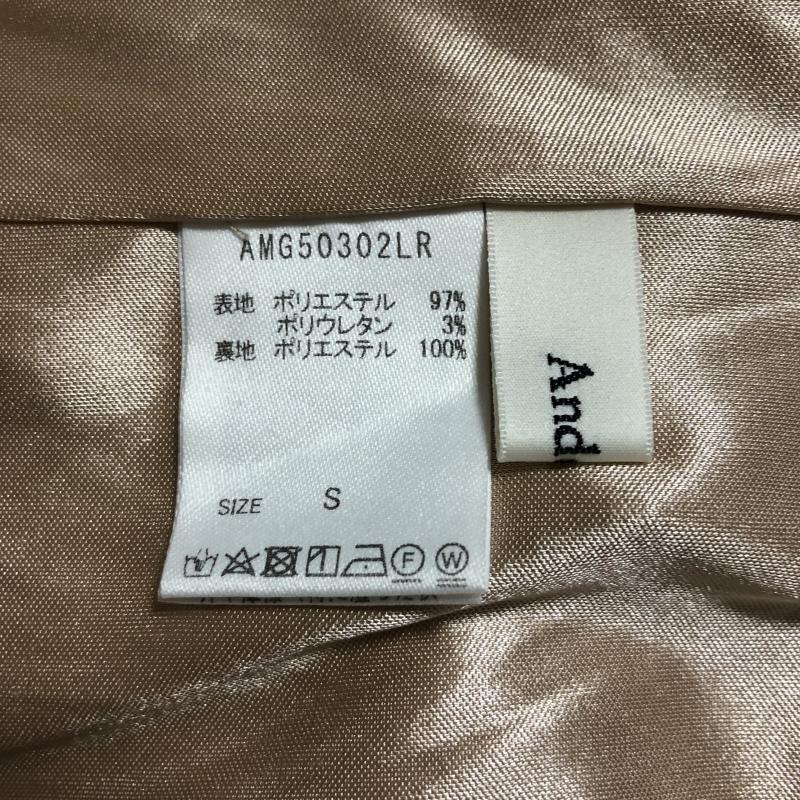 AMG50302LR
表地 ポリエステル 97%
ポリウレタン 3%
裏地 ポリエステル 100%
SIZE S
F W
And